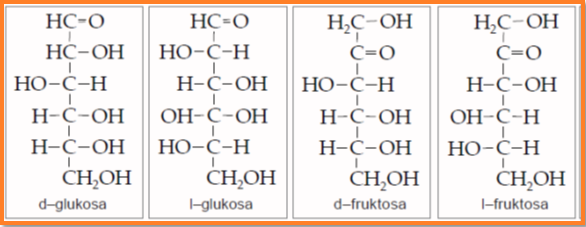 HC=O
HC-OH
HO-C-H
H-C-OH
H-C-OH
CH₂OH
d-glukosa
HC=O
HO-C-H
H-C-OH
OH-C-OH
HO-C-H
CH₂OH
l-glukosa
H₂C-OH
C=O
HO-C-H
H-C-OH
H-C-OH
CH₂OH
d-fruktosa
H₂C-OH
C=O
H-C-OH
OH-C-H
HO-C-H
CH₂OH
l-fruktosa